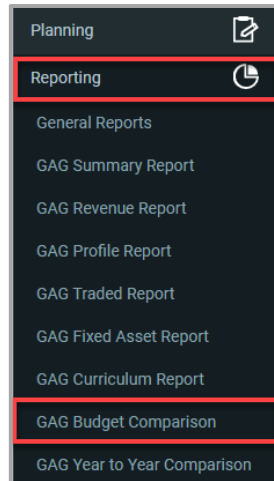 Planning
Reporting
General Reports
GAG Summary Report
GAG Revenue Report
GAG Profile Report
GAG Traded Report
GAG Fixed Asset Report
GAG Curriculum Report
GAG Budget Comparison
GAG Year to Year Comparison